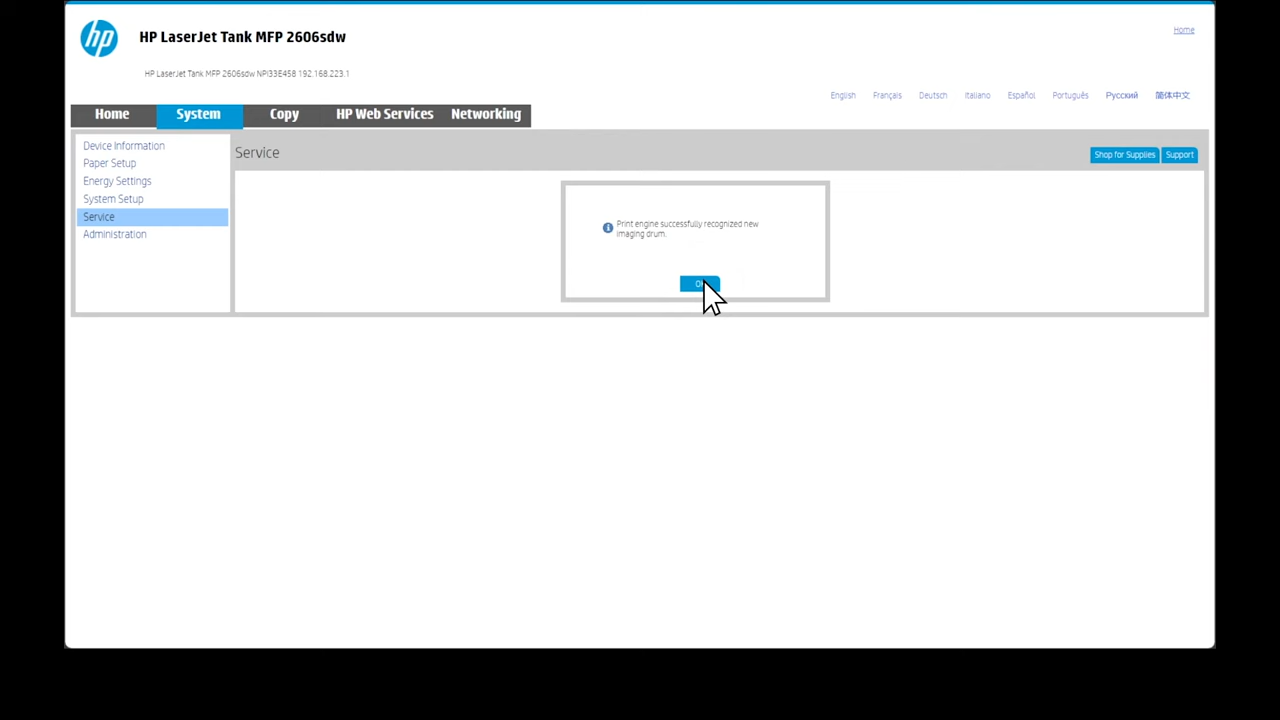 hp
HP LaserJet Tank MFP 2606sdw
Home
HP LaserJet Tank MFP 2606sdw NPI33E458 192.168.223.1
English Français Deutsch Italiano Español Português Русский 简体中文
Home System Copy HP Web Services Networking
Device Information
Paper Setup
Energy Settings
System Setup
Service
Administration
Service
Shop for Supplies Support
Print engine successfully recognized new
imaging drum.